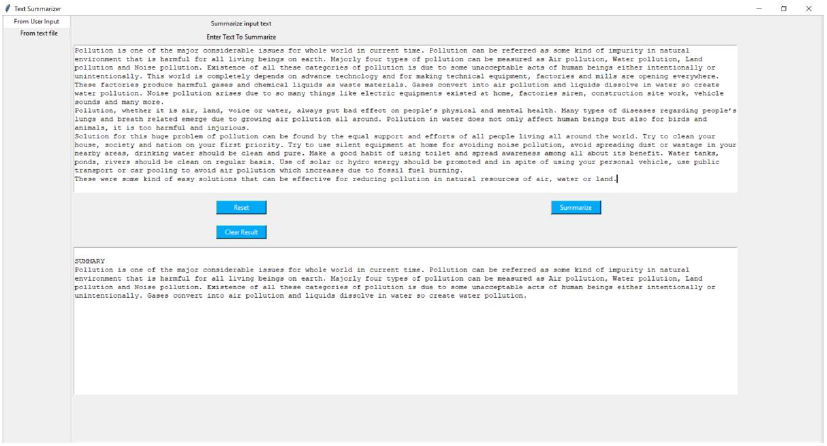 Text Summarizer
From User Input
From text file
Summarize input text
Enter Text To Summarize
Pollution is one of the major considerable issues for whole world in current time. Pollution can be referred as some kind of impurity in natural
environment that is harmful for all living beings on earth. Majorly four types of pollution can be measured as Air pollution, Water pollution, Land
pollution and Noise pollution. Existence of all these categories of pollution is due to some unacceptable acts of human beings either intentionally or
unintentionally. This world is completely depends on advance technology and for making technical equipment, factories and mills are opening everywhere.
These factories produce harmful gases and chemical liquids as waste materials. Gases convert into air pollution and liquids dissolve in water so create
water pollution. Noise pollution arises due to so many things like electric equipments existed at home, factories siren, construction site work, vehicle
sounds and many more.
Pollution, whether it is air, land, voice or water, always put bad effect on people's physical and mental health. Many types of diseases regarding people's
lungs and breath related emerge due to growing air pollution all around. Pollution in water does not only affect human beings but also for birds and
animals, it is too harmful and injurious.
Solution for this huge problem of pollution can be found by the equal support and efforts of all people living all around the world. Try to clean your
house, society and nation on your first priority. Try to use silent equipment at home for avoiding noise pollution, avoid spreading dust or wastage in your
nearby areas, drinking water should be clean and pure. Make a good habit of using toilet and spread awareness among all about its benefit. Water tanks,
ponds, rivers should be clean on regular basis. Use of solar or hydro energy should be promoted and in spite of using your personal vehicle, use public
transport or car pooling to avoid air pollution which increases due to fossil fuel burning.
These were some kind of easy solutions that can be effective for reducing pollution in natural resources of air, water or land.
Reset
Summarize
Clear Result
SUMMARY
Pollution is one of the major considerable issues for whole world in current time. Pollution can be referred as some kind of impurity in natural
environment that is harmful for all living beings on earth. Majorly four types of pollution can be measured as Air pollution, Water pollution, Land
pollution and Noise pollution. Existence of all these categories of pollution is due to some unacceptable acts of human beings either intentionally or
unintentionally. Gases convert into air pollution and liquids dissolve in water so create water pollution.